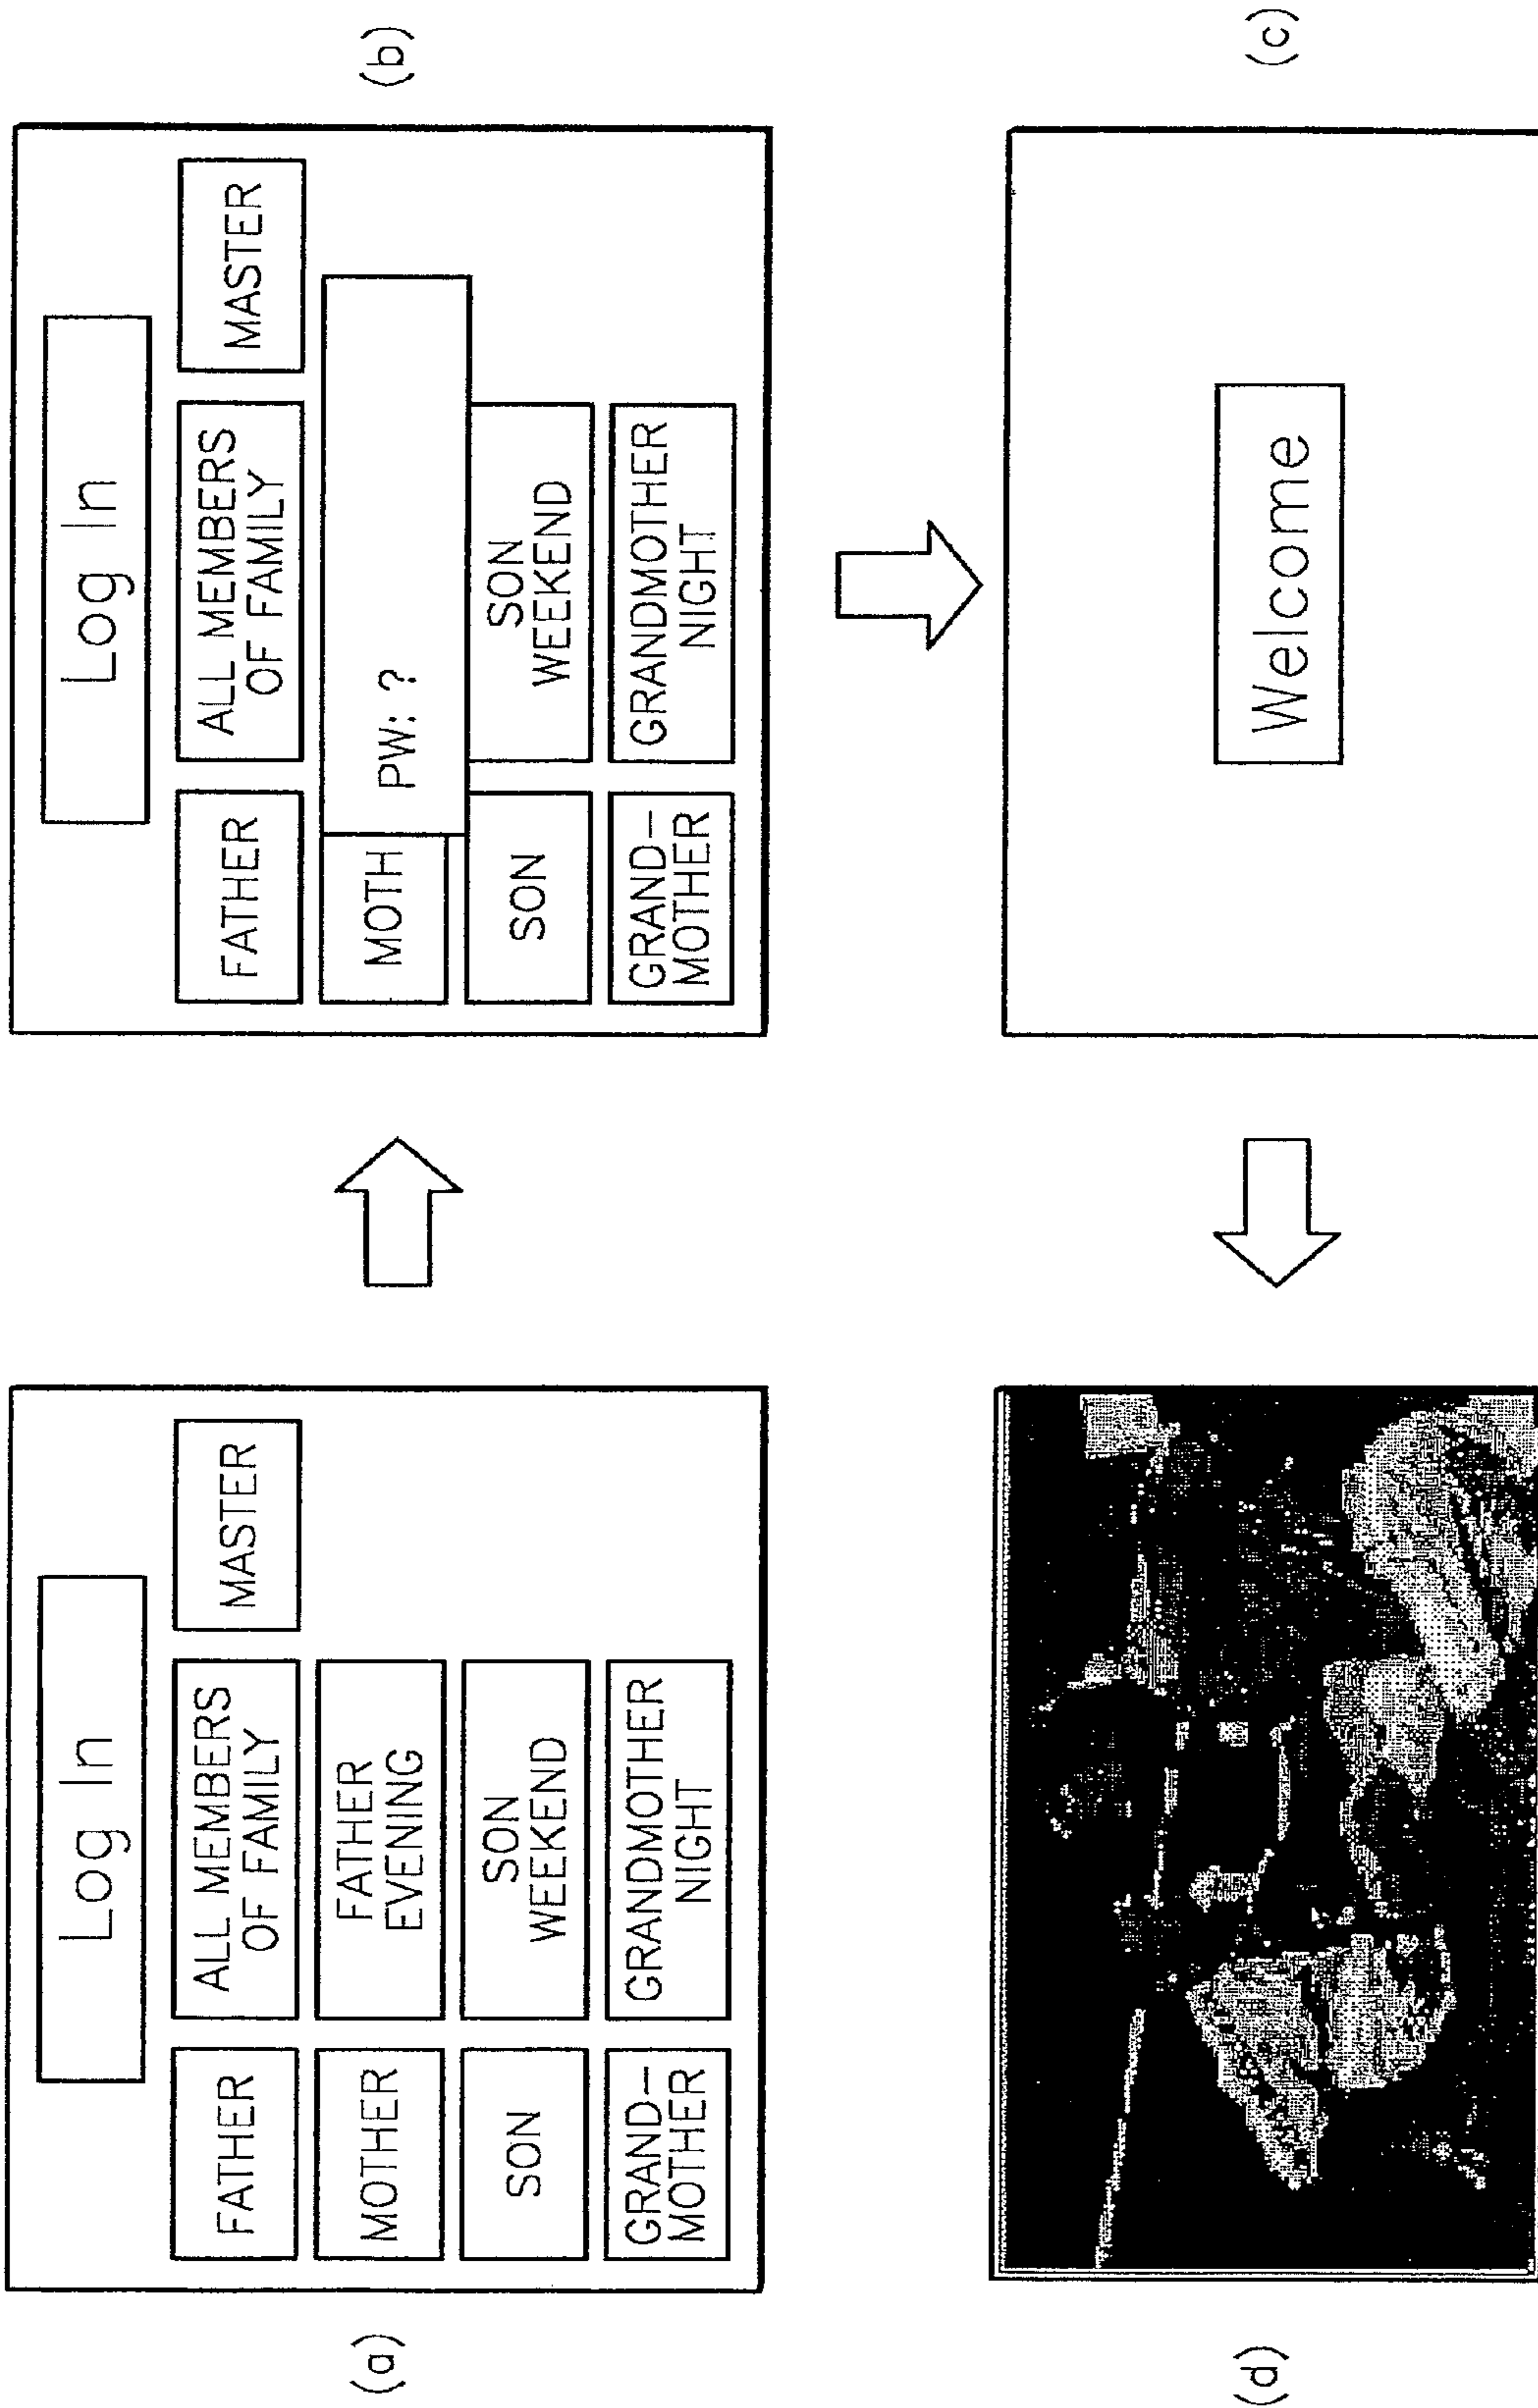 (a)
Log In
FATHER
ALL MEMBERS
OF FAMILY
MASTER
MOTHER
FATHER
EVENING
SON
SON
WEEKEND
GRAND-
MOTHER
GRANDMOTHER
NIGHT
(b)
Log In
FATHER
ALL MEMBERS
OF FAMILY
MASTER
MOTH
PW: ?
SON
SON
WEEKEND
GRAND-
MOTHER
GRANDMOTHER
NIGHT
(d)
Welcome
(c)